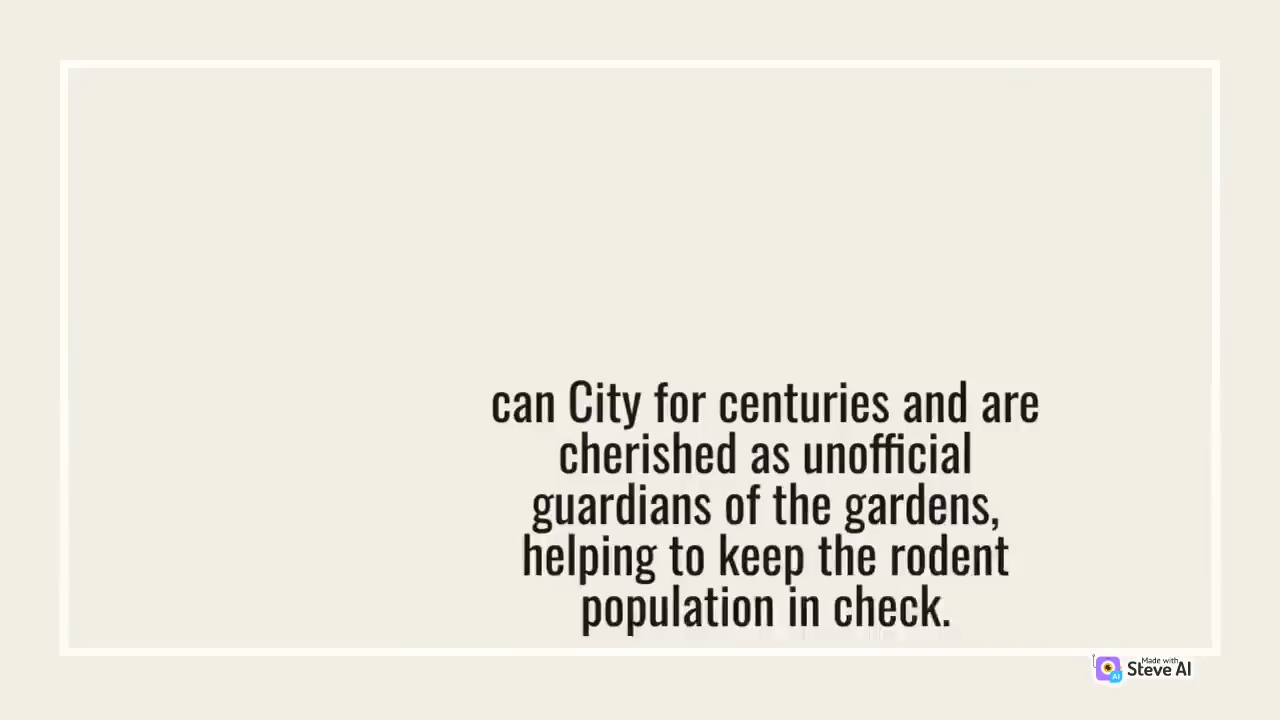 can City for centuries and are
cherished as unofficial
guardians of the gardens,
helping to keep the rodent
population in check.
Made with
Steve AI
AI